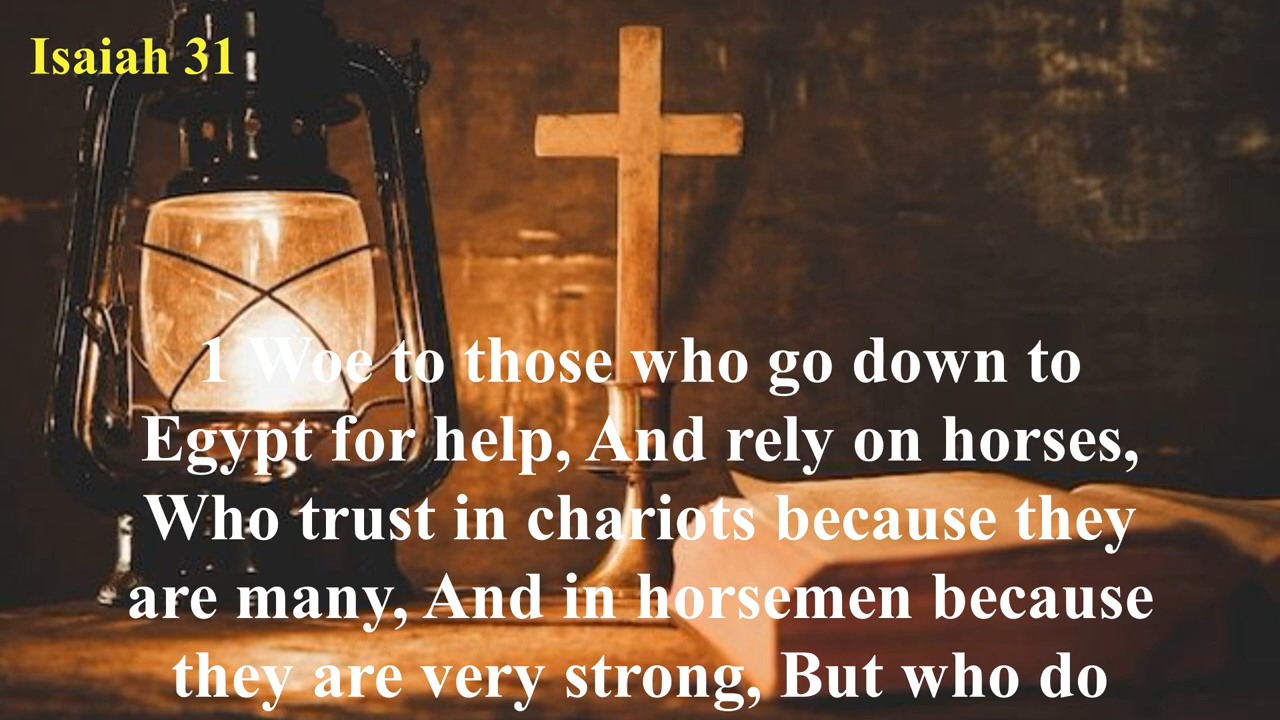 Isaiah 31
1 Woe to those who go down to
Egypt for help, And rely on horses,
Who trust in chariots because they
are many, And in horsemen because
they are very strong, But who do